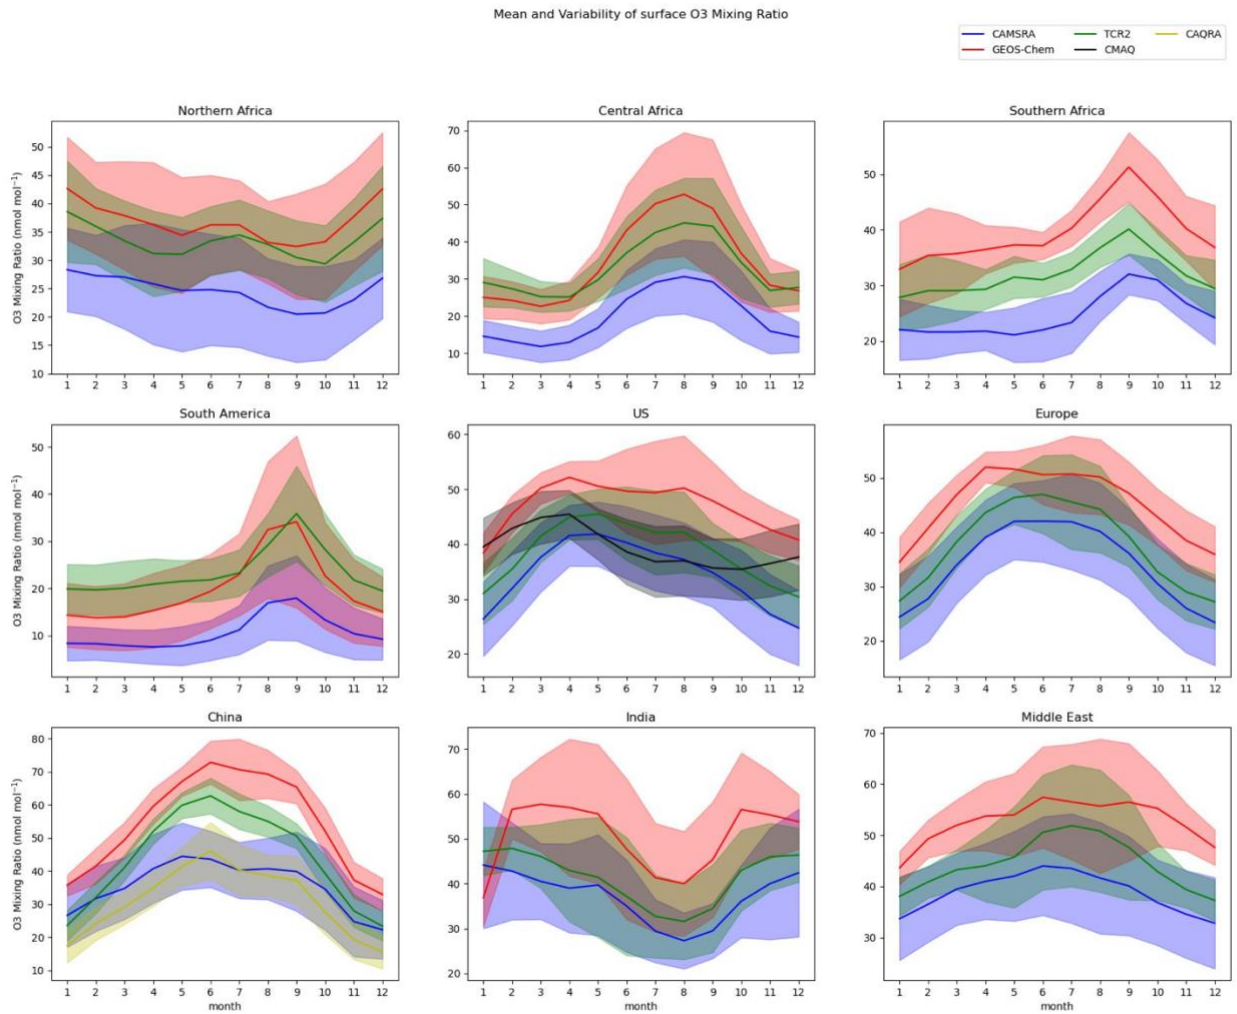 Mean and Variability of surface O3 Mixing Ratio
CAMSRA TCR2 CAQRA
GEOS-Chem CMAQ
Northern Africa
O3 Mixing Ratio (nmol mol⁻¹)
50
45
40
35
30
25
20
15
10
1 2 3 4 5 6 7 8 9 10 11 12
Central Africa
70
60
50
40
30
20
10
1 2 3 4 5 6 7 8 9 10 11 12
Southern Africa
50
40
30
20
1 2 3 4 5 6 7 8 9 10 11 12
South America
50
40
30
20
10
1 2 3 4 5 6 7 8 9 10 11 12
US
60
50
40
30
20
1 2 3 4 5 6 7 8 9 10 11 12
Europe
50
40
30
20
1 2 3 4 5 6 7 8 9 10 11 12
China
O3 Mixing Ratio (nmol mol⁻¹)
80
70
60
50
40
30
20
10
1 2 3 4 5 6 7 8 9 10 11 12
month
India
70
60
50
40
30
20
1 2 3 4 5 6 7 8 9 10 11 12
month
Middle East
70
60
50
40
30
1 2 3 4 5 6 7 8 9 10 11 12
month